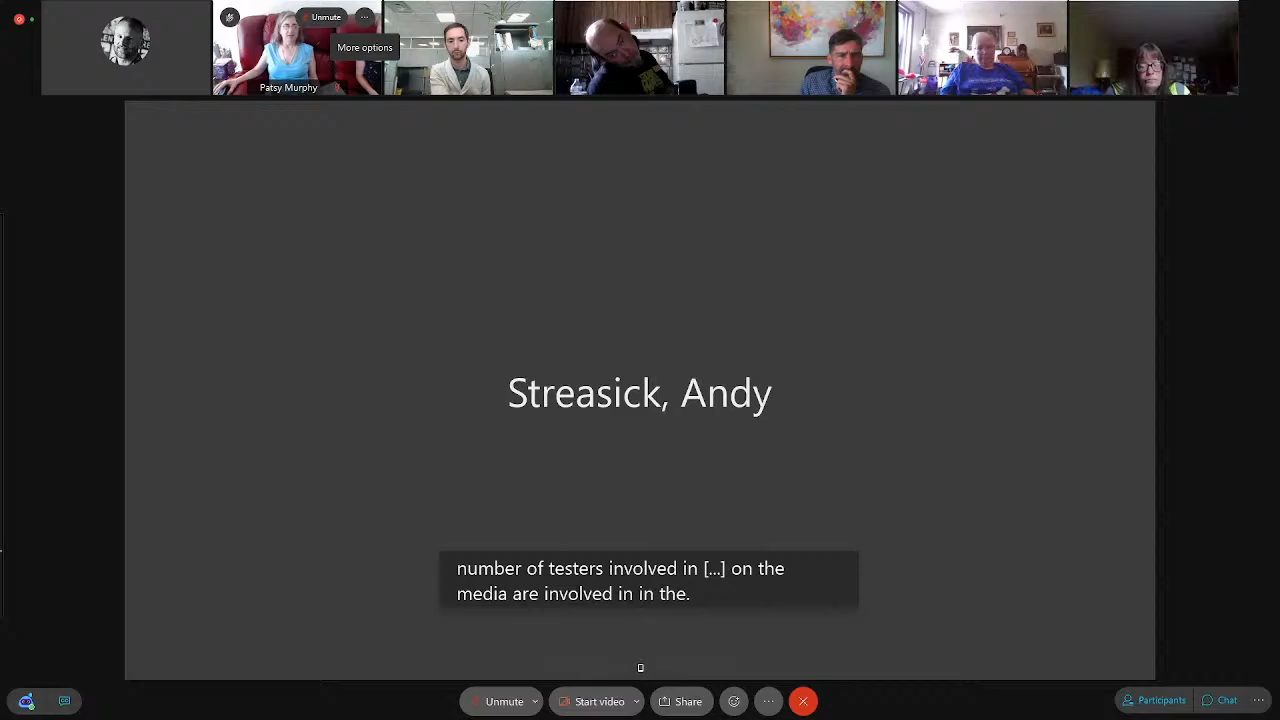 Unmute
More options
Patsy Murphy
Streasick, Andy
number of testers involved in [...] on the
media are involved in in the.
Unmute
Start video
Share
Participants
Chat